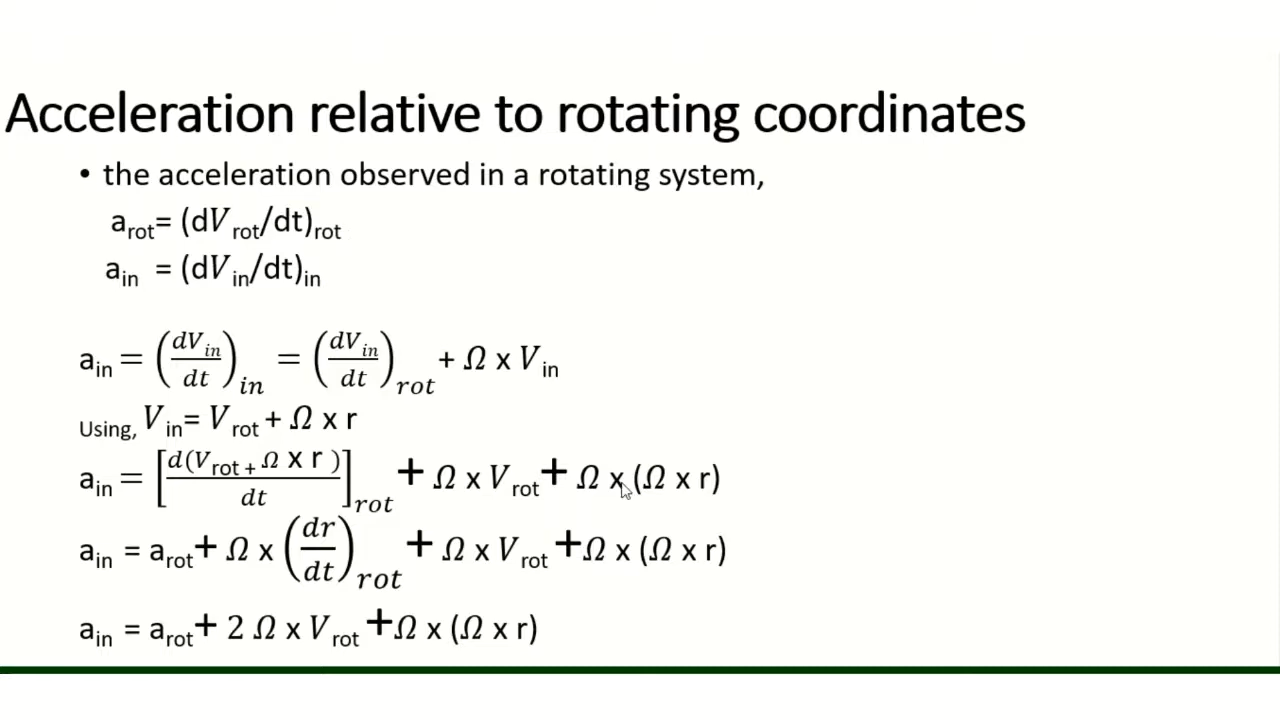 Acceleration relative to rotating coordinates
• the acceleration observed in a rotating system,
a_rot= (dV_rot/dt)_rot
a_in = (dV_in/dt)_in
a_in = (dV_in/dt)_in = (dV_in/dt)_rot + Ω x V_in
Using, V_in= V_rot + Ω x r
a_in = [d(V_rot + Ω x r )/dt]_rot + Ω x V_rot + Ω x (Ω x r)
a_in = a_rot + Ω x (dr/dt)_rot + Ω x V_rot +Ω x (Ω x r)
a_in = a_rot + 2 Ω x V_rot +Ω x (Ω x r)